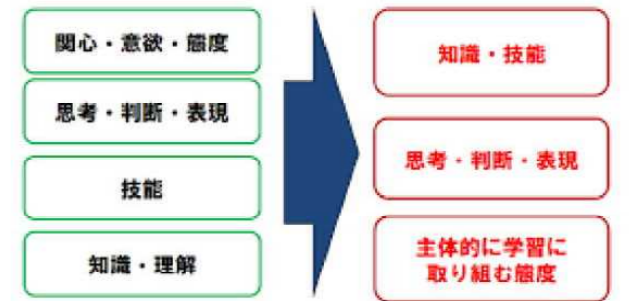 関心・意欲・態度
思考・判断・表現
技能
知識・理解
知識・技能
思考・判断・表現
主体的に学習に
取り組む態度